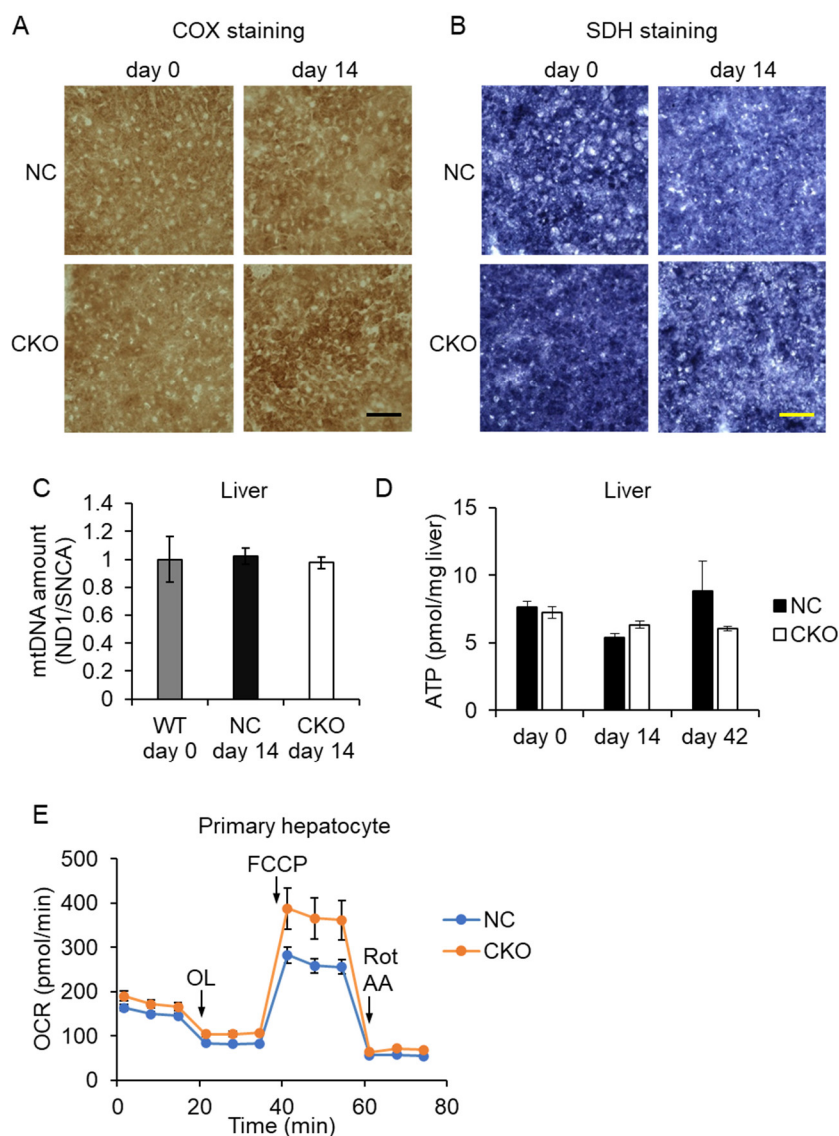 A
COX staining
day 0
day 14
NC
CKO
B
SDH staining
day 0
day 14
NC
CKO
C
Liver
mtDNA amount
(ND1/SNCA)
1.4
1.2
1
0.8
0.6
0.4
0.2
0
WT
day 0
NC
day 14
CKO
day 14
D
Liver
ATP (pmol/mg liver)
15
10
5
0
day 0
day 14
day 42
NC
CKO
E
Primary hepatocyte
OCR (pmol/min)
500
400
300
200
100
0
OL
FCCP
Rot
AA
NC
CKO
0
20
40
60
80
Time (min)